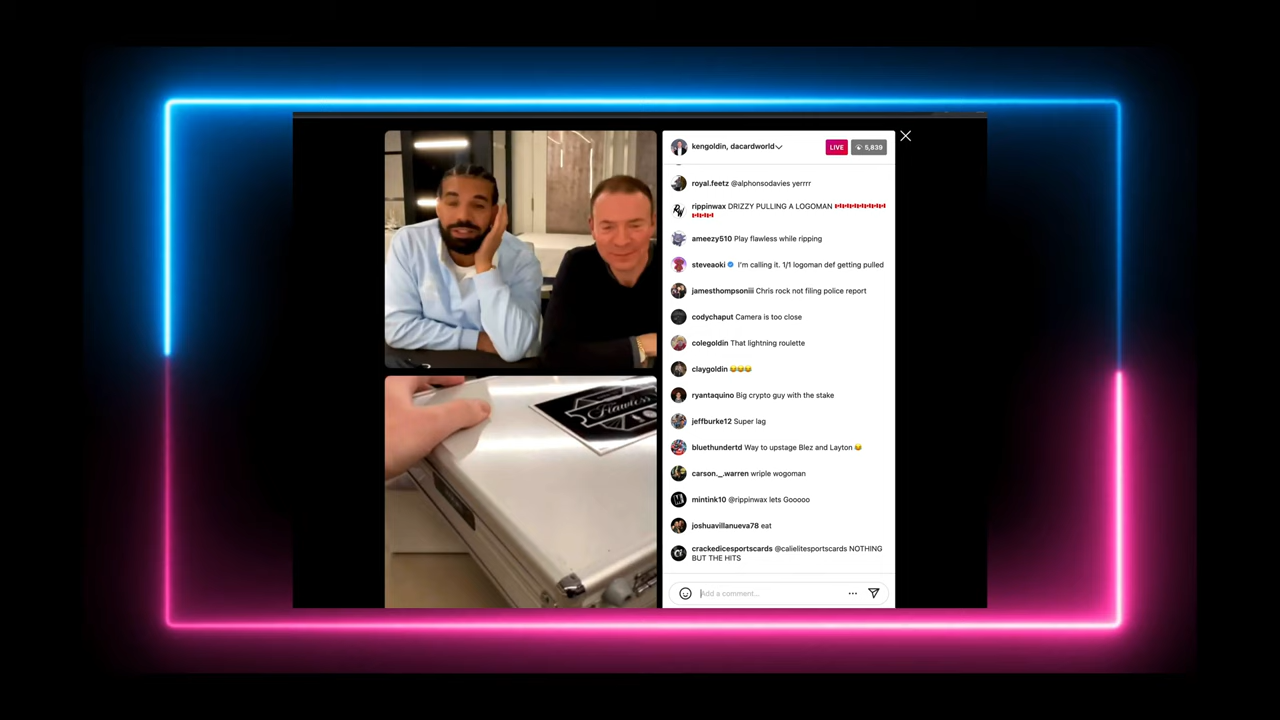 kengoldin, dacardworld
LIVE
5,839
royal.feetz @alphonsodavies yerrrr
rippinwax DRIZZY PULLING A LOGOMAN 🇨🇦🇨🇦🇨🇦🇨🇦🇨🇦🇨🇦🇨🇦
🇨🇦🇨🇦🇨🇦
ameezy510 Play flawless while ripping
steveaoki I'm calling it. 1/1 logoman def getting pulled
jamesthompsoniii Chris rock not filing police report
codychaput Camera is too close
colegoldin That lightning roulette
claygoldin 😂😂😂
ryantaquino Big crypto guy with the stake
jeffburke12 Super lag
bluethundertd Way to upstage Blez and Layton 😂
carson._.warren wriple wogoman
mintink10 @rippinwax lets Gooooo
joshuavillanueva78 eat
crackedicesportscards @calielitesportscards NOTHING
BUT THE HITS
Add a comment...
Flawless